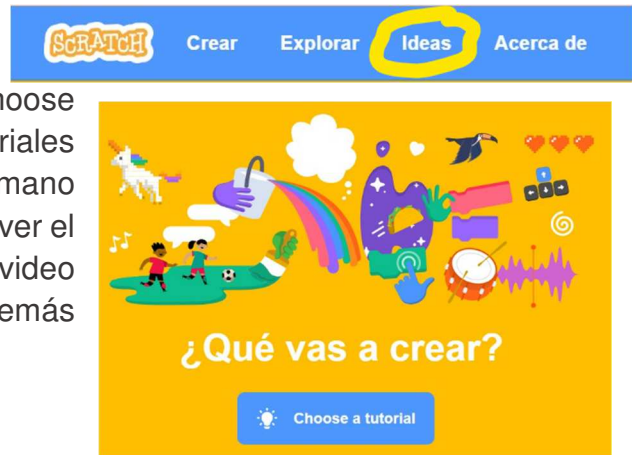 SCRATCH Crear Explorar Ideas Acerca de
hoose
riales
mano
ver el
video
emás
¿Qué vas a crear?
Choose a tutorial